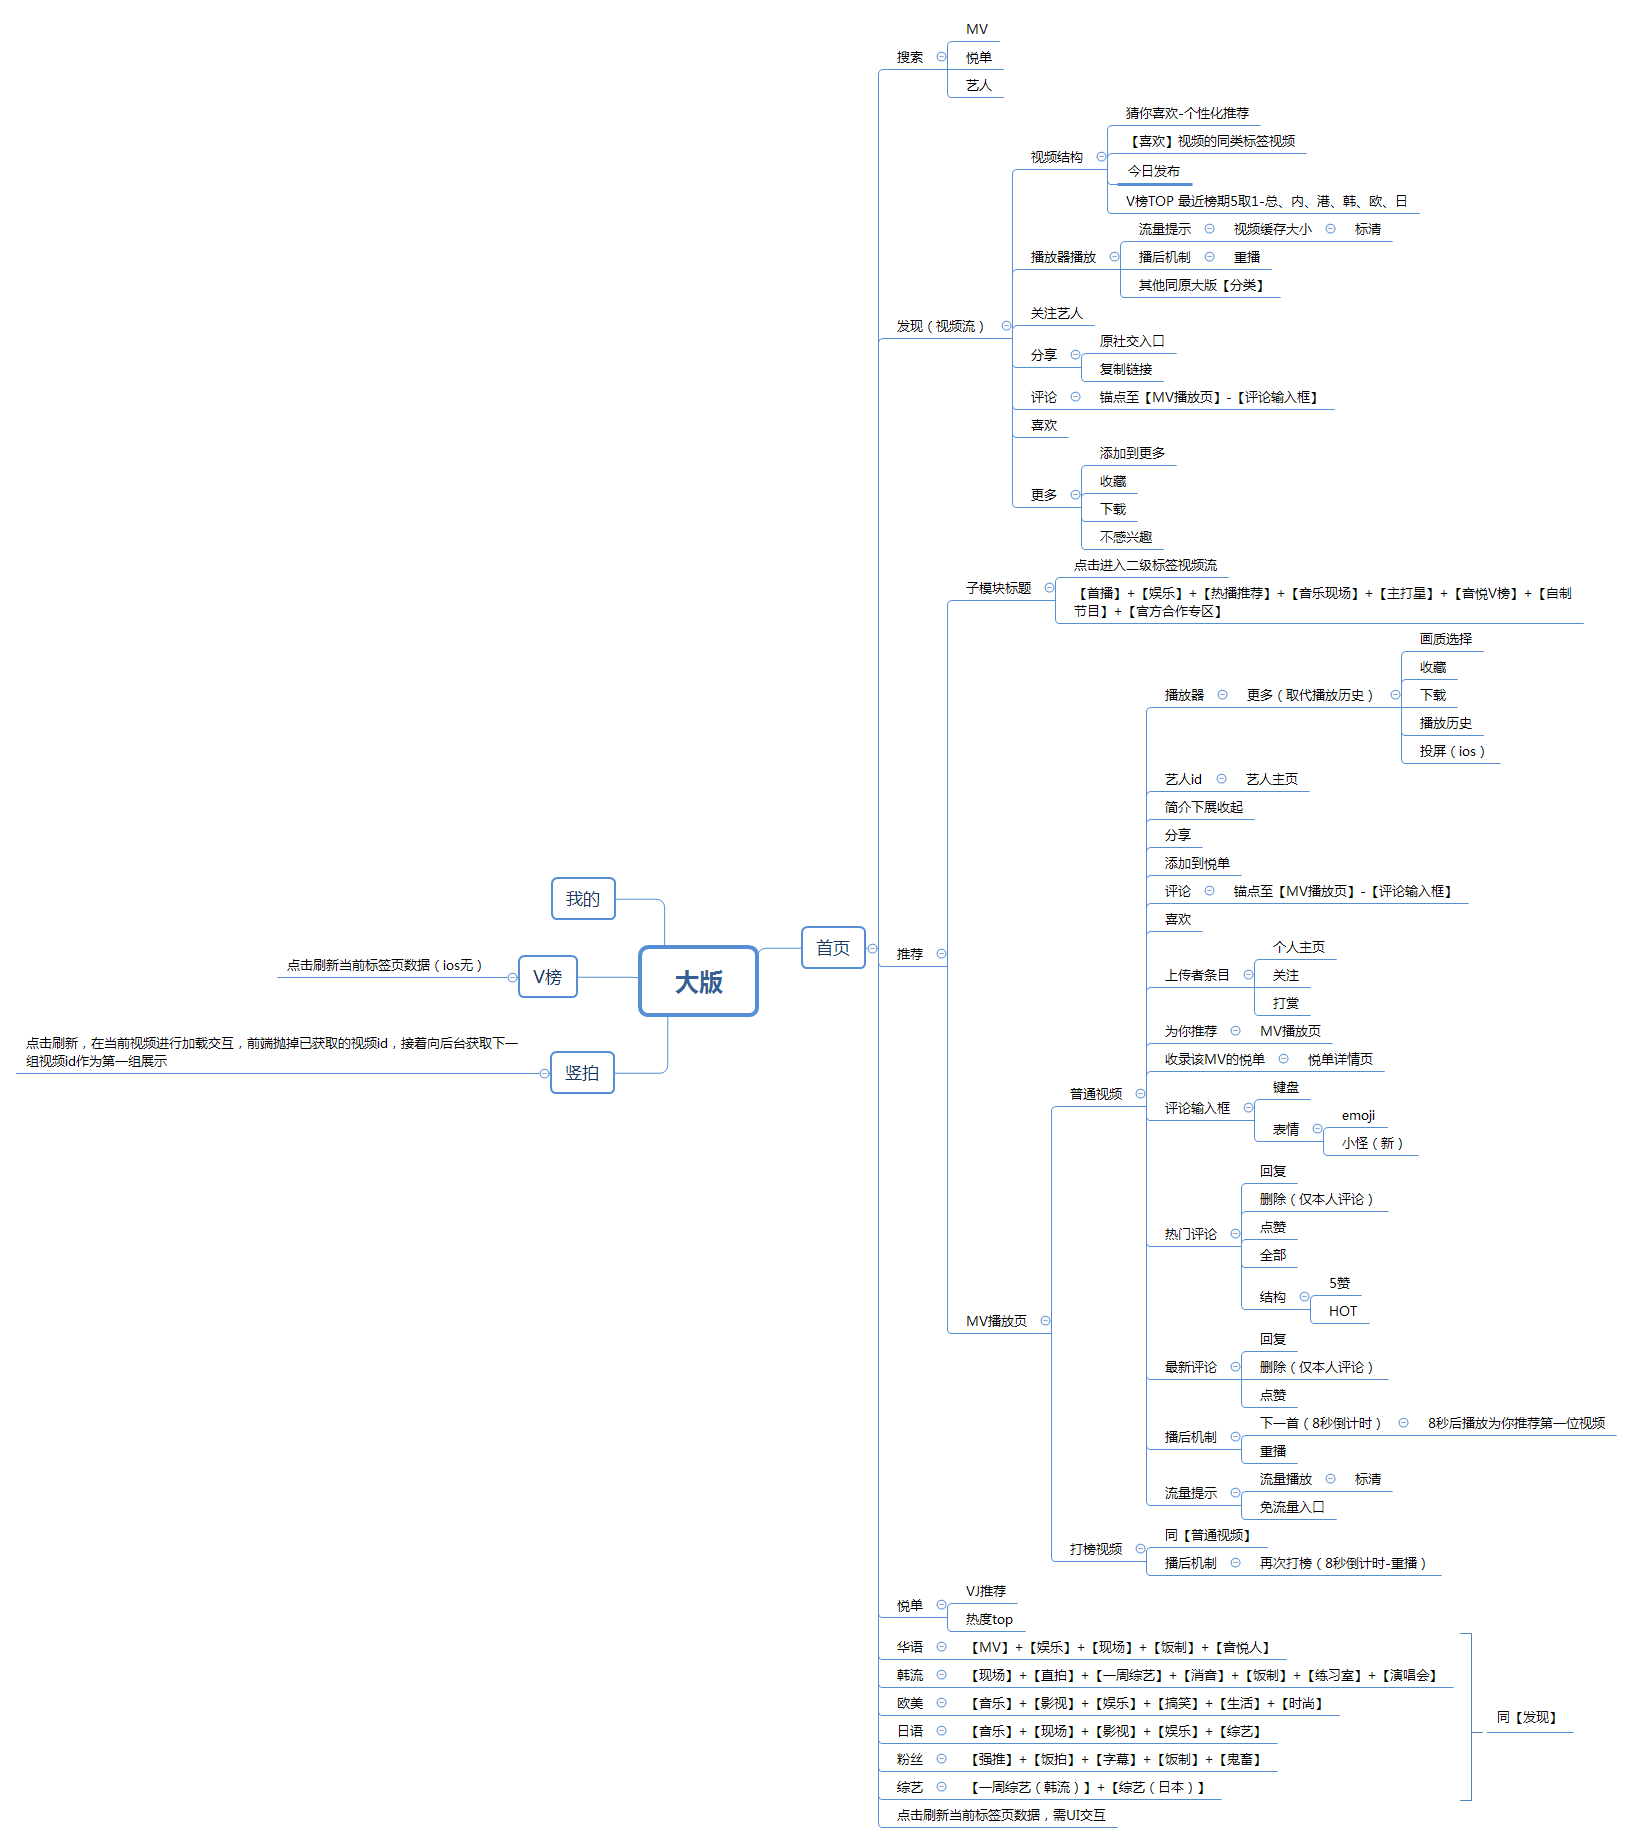 大版
首页
搜索
MV
悦单
艺人
发现（视频流）
视频结构
猜你喜欢-个性化推荐
【喜欢】视频的同类标签视频
今日发布
V榜TOP 最近榜期5取1-总、内、港、韩、欧、日
播放器播放
流量提示
视频缓存大小
标清
播后机制
重播
其他同原大版【分类】
关注艺人
分享
原社交入口
复制链接
评论
锚点至【MV播放页】-【评论输入框】
喜欢
更多
添加到更多
收藏
下载
不感兴趣
推荐
子模块标题
点击进入二级标签视频流
【首播】+【娱乐】+【热播推荐】+【音乐现场】+【主打星】+【音悦V榜】+【自制
节目】+【官方合作专区】
MV播放页
普通视频
播放器
更多（取代播放历史）
画质选择
收藏
下载
播放历史
投屏（ios）
艺人id
艺人主页
简介下展收起
分享
添加到悦单
评论
锚点至【MV播放页】-【评论输入框】
喜欢
上传者条目
个人主页
关注
打赏
为你推荐
MV播放页
收录该MV的悦单
悦单详情页
评论输入框
键盘
表情
emoji
小怪（新）
热门评论
回复
删除（仅本人评论）
点赞
全部
结构
5赞
HOT
最新评论
回复
删除（仅本人评论）
点赞
播后机制
下一首（8秒倒计时）
8秒后播放为你推荐第一位视频
重播
流量提示
流量播放
标清
免流量入口
打榜视频
同【普通视频】
播后机制
再次打榜（8秒倒计时-重播）
悦单
VJ推荐
热度top
华语
【MV】+【娱乐】+【现场】+【饭制】+【音悦人】
韩流
【现场】+【直拍】+【一周综艺】+【消音】+【饭制】+【练习室】+【演唱会】
欧美
【音乐】+【影视】+【娱乐】+【搞笑】+【生活】+【时尚】
日语
【音乐】+【现场】+【影视】+【娱乐】+【综艺】
粉丝
【强推】+【饭拍】+【字幕】+【饭制】+【鬼畜】
综艺
【一周综艺（韩流）】+【综艺（日本）】
同【发现】
点击刷新当前标签页数据，需UI交互
我的
V榜
点击刷新当前标签页数据（ios无）
竖拍
点击刷新，在当前视频进行加载交互，前端抛掉已获取的视频id，接着向后台获取下一
组视频id作为第一组展示